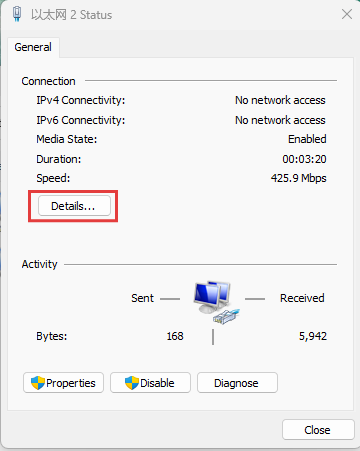 以太网 2 Status
General
Connection
IPv4 Connectivity: No network access
IPv6 Connectivity: No network access
Media State: Enabled
Duration: 00:03:20
Speed: 425.9 Mbps
Details...
Activity
Sent Received
Bytes: 168 5,942
Properties Disable Diagnose
Close